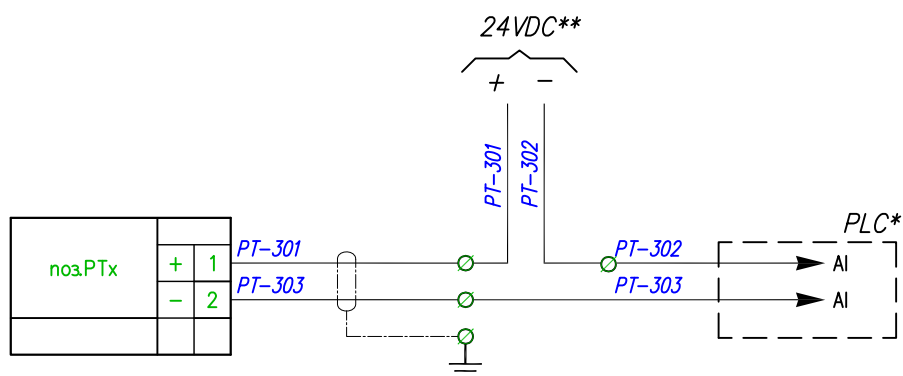 24VDC**
+ −
PT-301
PT-302
PLC*
поз.PTx
+ 1
− 2
PT-301
PT-303
PT-302
PT-303
AI
AI